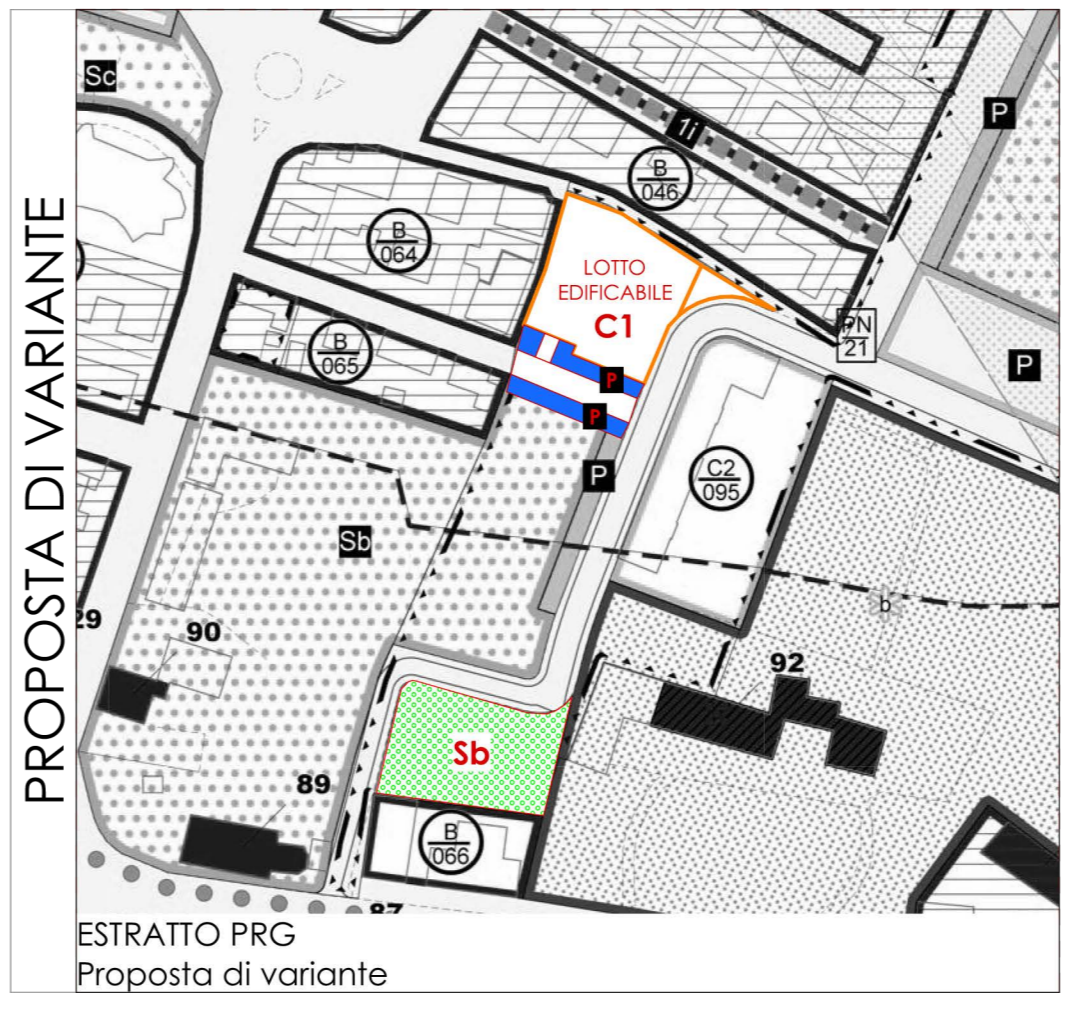 PROPOSTA DI VARIANTE
Sc
P
1i
B
046
B
064
LOTTO
EDIFICABILE
C1
PN
21
B
065
P
P
P
P
C2
095
Sb
b
29
90
92
Sb
89
B
066
87
ESTRATTO PRG
Proposta di variante